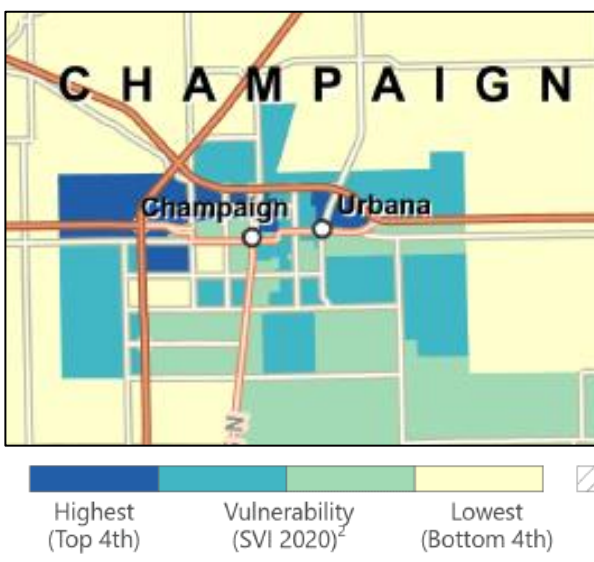 CHAMPAIGN
Champaign
Urbana
N
Highest
(Top 4th)
Vulnerability
(SVI 2020)²
Lowest
(Bottom 4th)